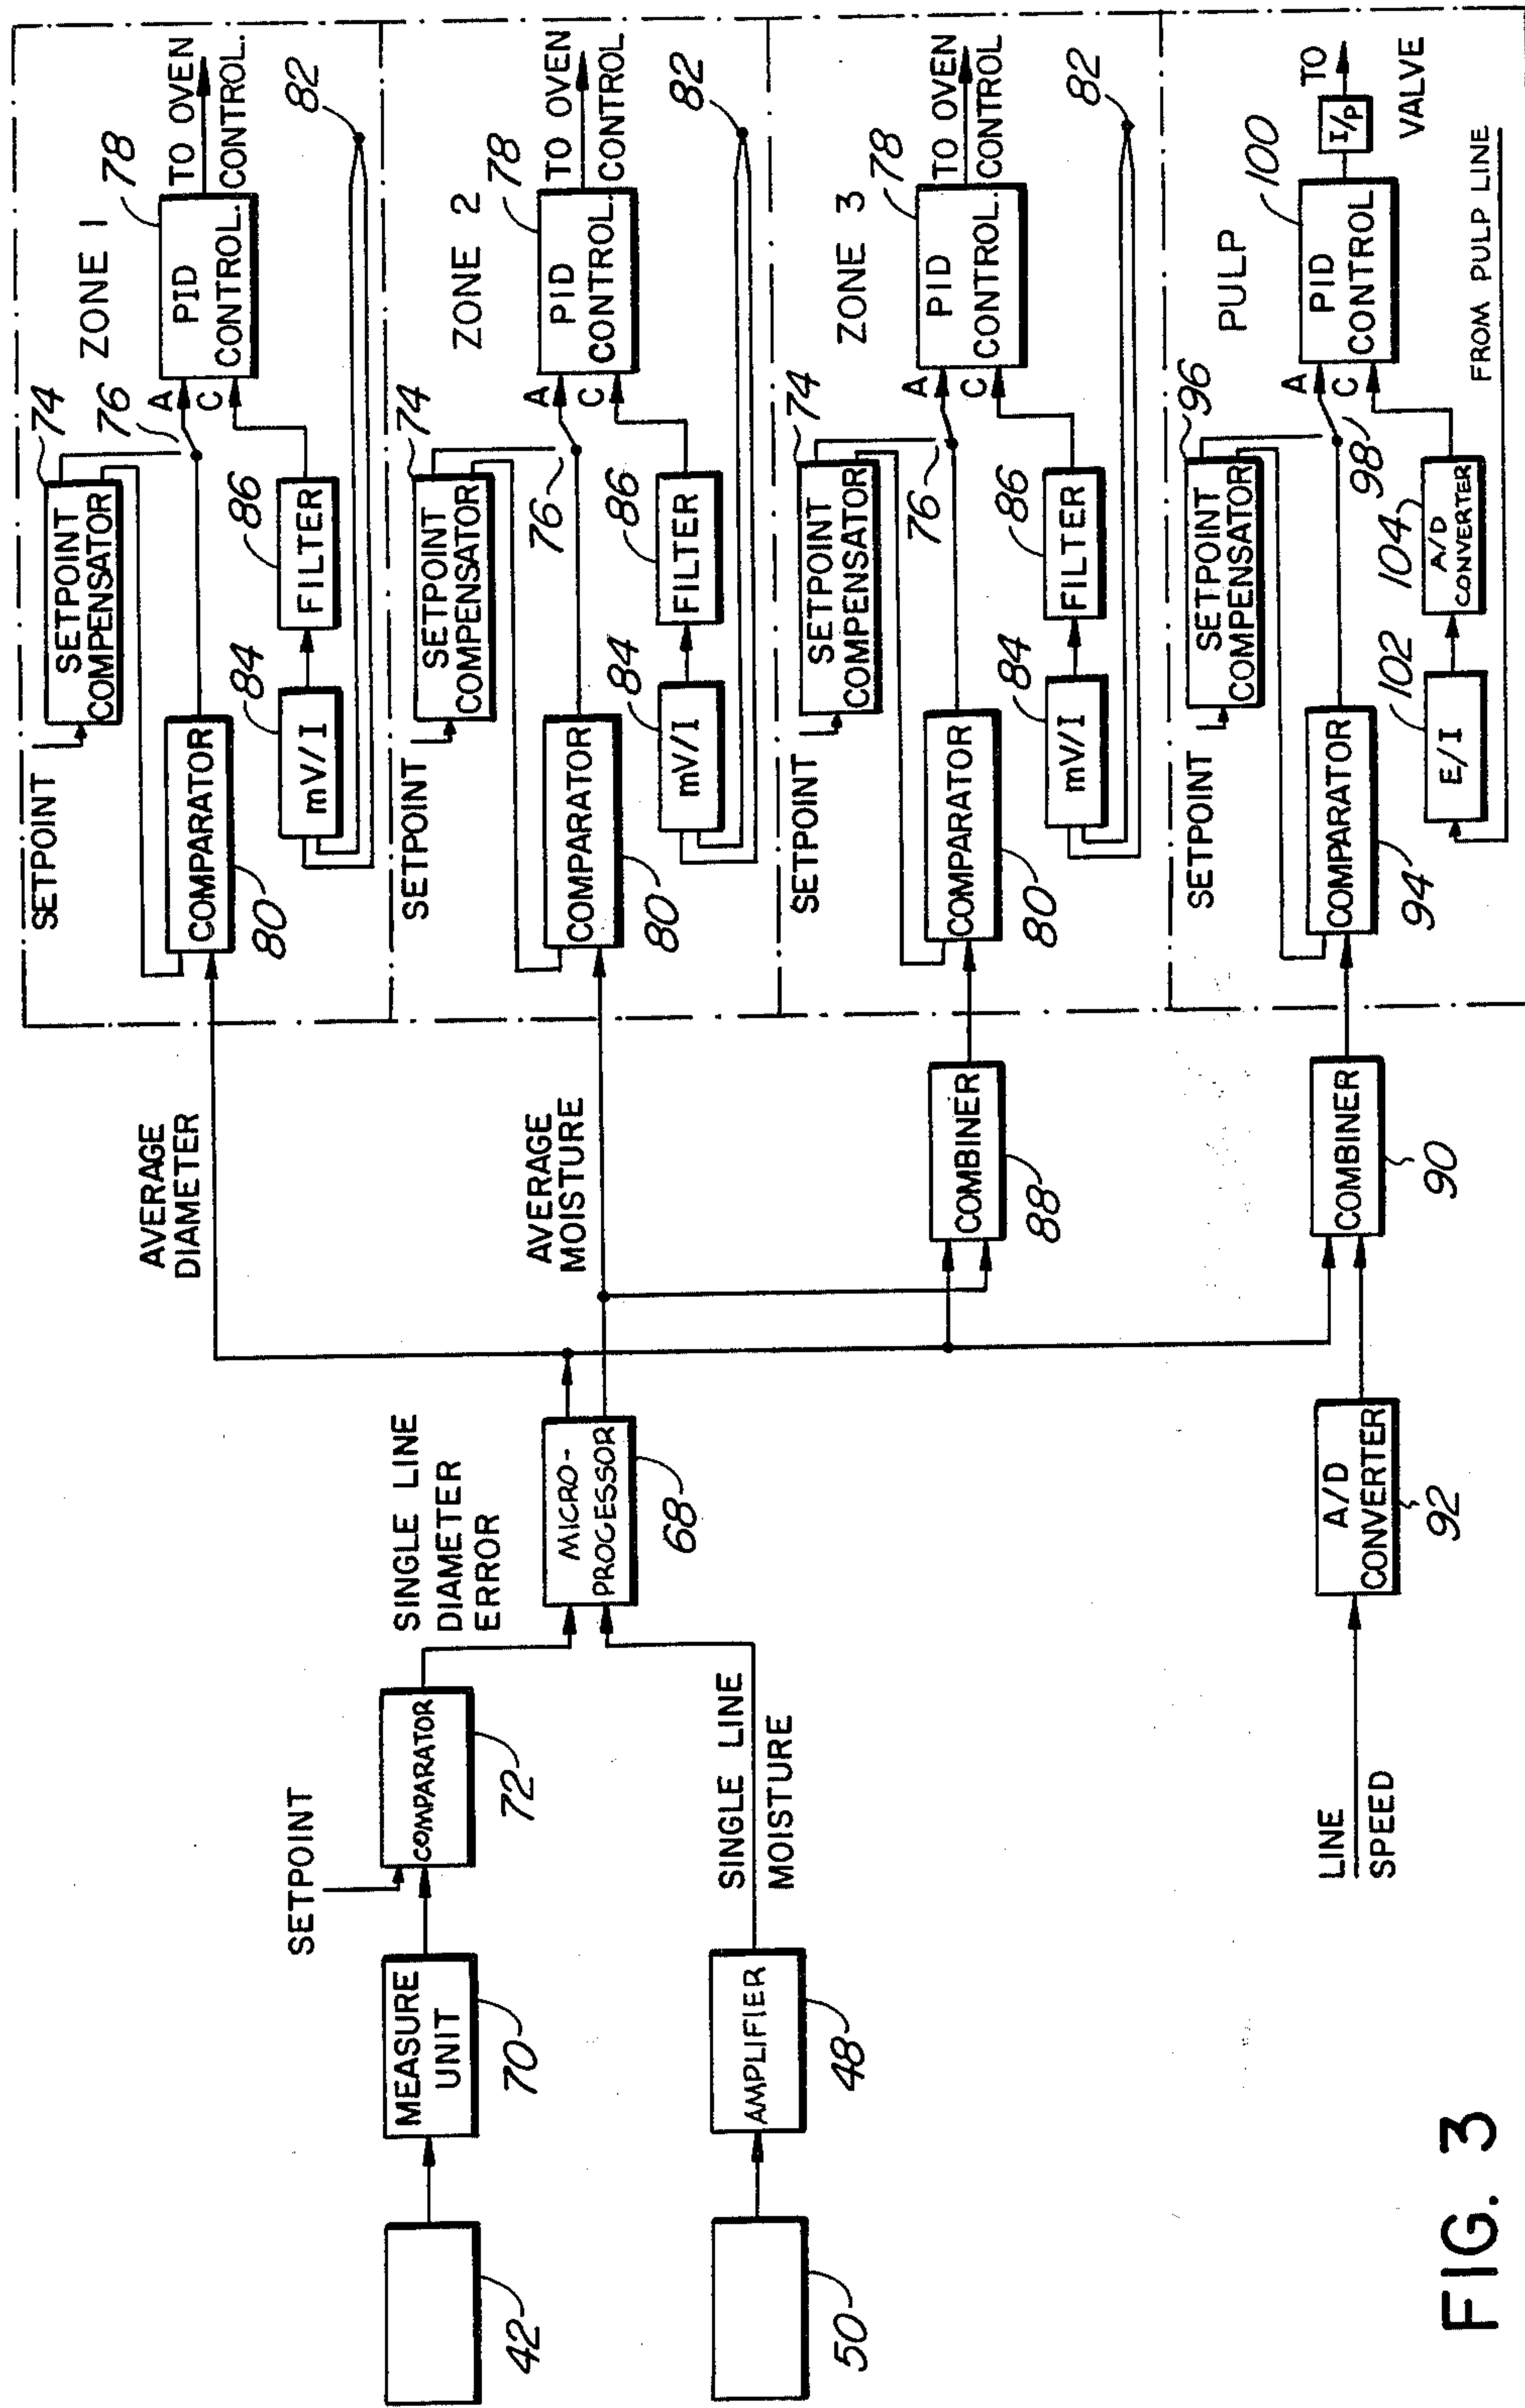 SETPOINT
SETPOINT
COMPENSATOR
74
76
ZONE 1
78
PID
CONTROL.
TO OVEN
CONTROL.
A
C
COMPARATOR
80
84
mV/I
86
FILTER
82
AVERAGE
DIAMETER
SETPOINT
SETPOINT
COMPENSATOR
74
76
ZONE 2
78
PID
CONTROL.
TO OVEN
CONTROL
A
C
COMPARATOR
80
84
mV/I
86
FILTER
82
AVERAGE
MOISTURE
SETPOINT
SETPOINT
COMPENSATOR
74
76
ZONE 3
78
PID
CONTROL.
TO OVEN
CONTROL
A
C
COMPARATOR
80
84
mV/I
86
FILTER
82
COMBINER
88
SETPOINT
SETPOINT
COMPENSATOR
96
98
PULP
100
PID
CONTROL
I/P
TO
VALVE
A
C
COMPARATOR
94
102
E/I
104
A/D
CONVERTER
FROM PULP LINE
COMBINER
90
SETPOINT
MEASURE
UNIT
70
COMPARATOR
72
SINGLE LINE
DIAMETER
ERROR
MICRO-
PROCESSOR
68
42
50
AMPLIFIER
48
SINGLE LINE
MOISTURE
LINE
SPEED
A/D
CONVERTER
92
FIG. 3